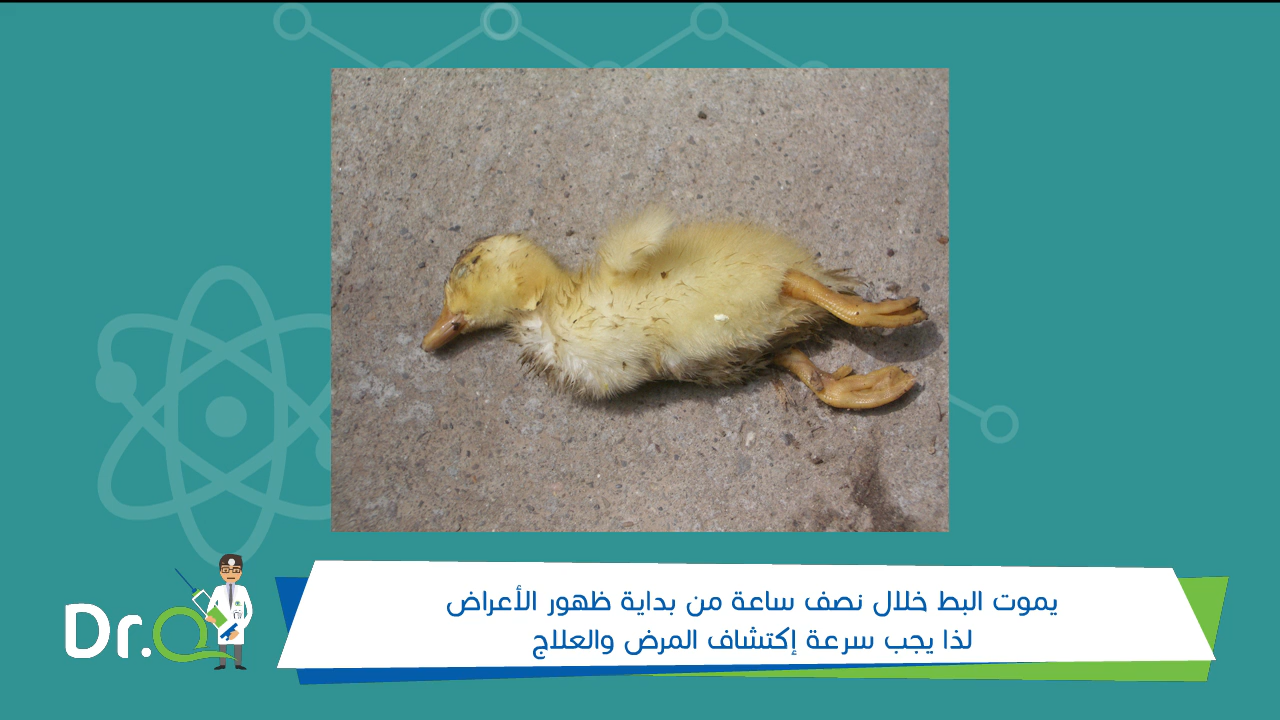 يموت البط خلال نصف ساعة من بداية ظهور الأعراض
لذا يجب سرعة إكتشاف المرض والعلاج
Dr.Q